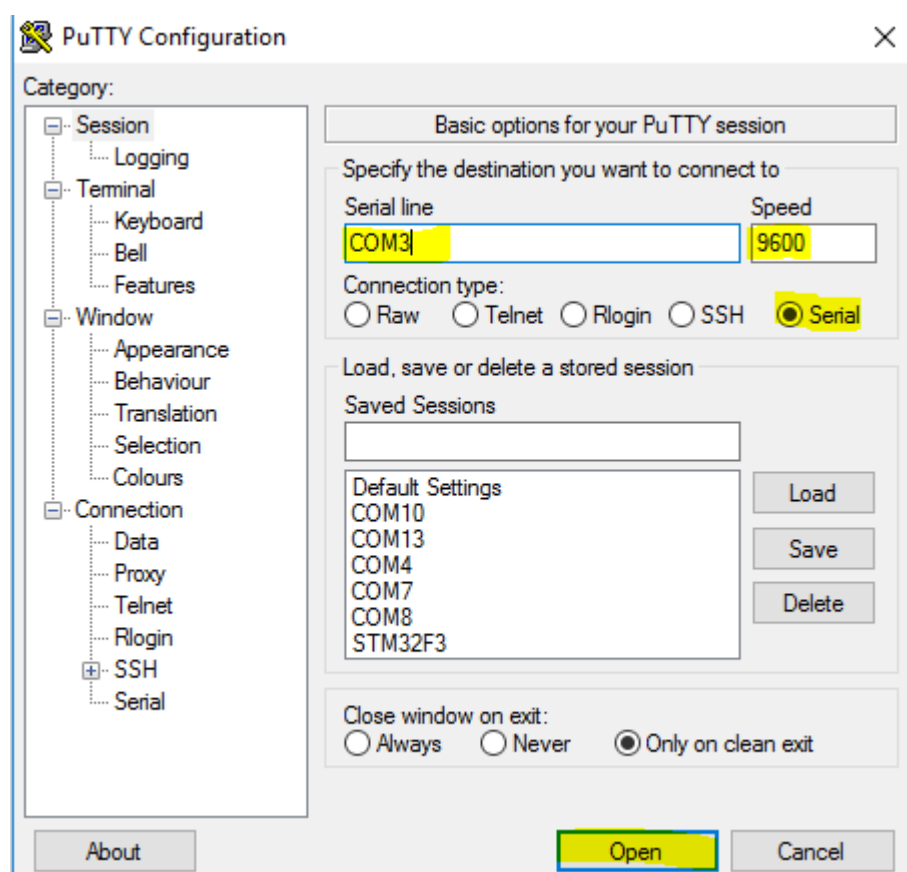 PuTTY Configuration
Category:
Session
Logging
Terminal
Keyboard
Bell
Features
Window
Appearance
Behaviour
Translation
Selection
Colours
Connection
Data
Proxy
Telnet
Rlogin
SSH
Serial
Basic options for your PuTTY session
Specify the destination you want to connect to
Serial line Speed
COM3 9600
Connection type:
Raw Telnet Rlogin SSH Serial
Load, save or delete a stored session
Saved Sessions
Default Settings
COM10
COM13
COM4
COM7
COM8
STM32F3
Load
Save
Delete
Close window on exit:
Always Never Only on clean exit
About Open Cancel